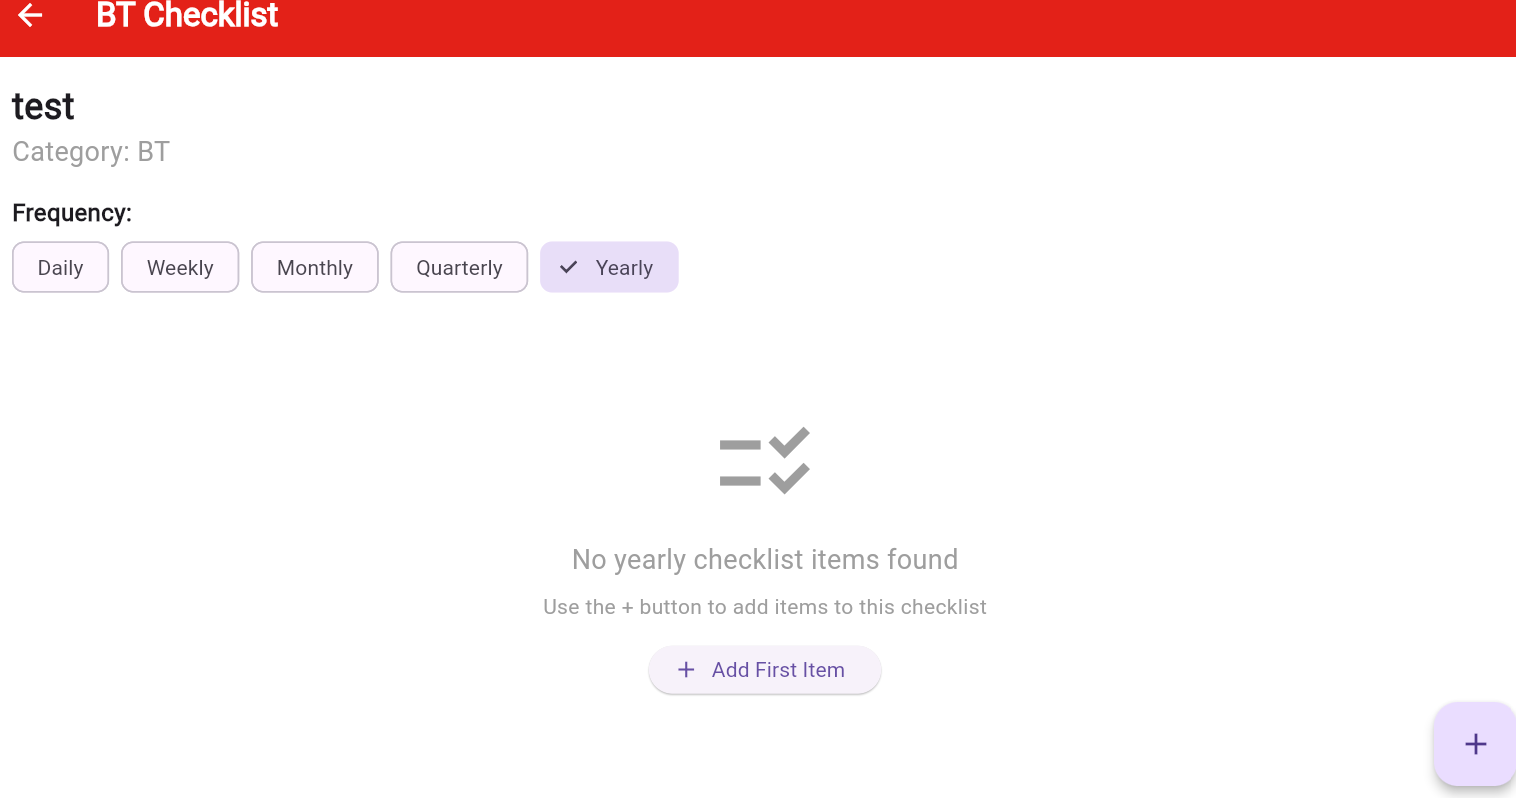 BT Checklist
test
Category: BT
Frequency:
Daily Weekly Monthly Quarterly Yearly
No yearly checklist items found
Use the + button to add items to this checklist
+ Add First Item
+